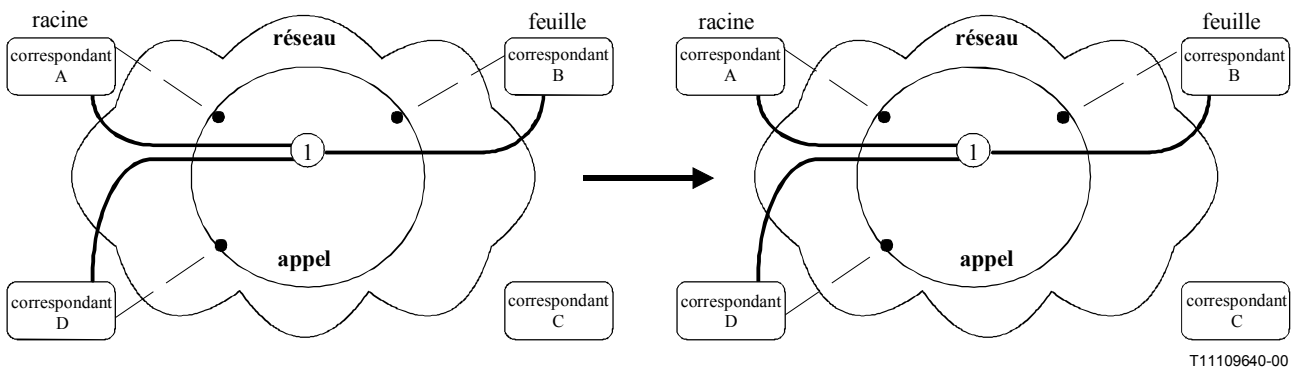 racine
feuille
réseau
correspondant
A
correspondant
B
1
appel
correspondant
D
correspondant
C
racine
feuille
réseau
correspondant
A
correspondant
B
1
appel
correspondant
D
correspondant
C
T11109640-00